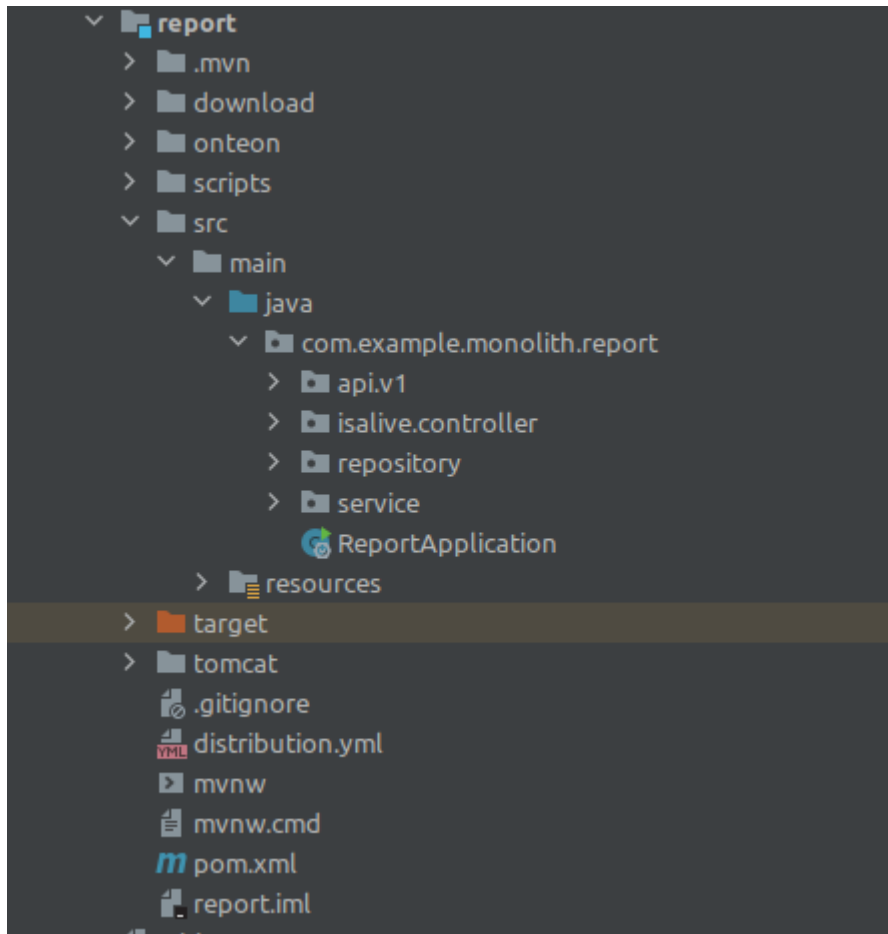 report
.mvn
download
onteon
scripts
src
main
java
com.example.monolith.report
api.v1
isalive.controller
repository
service
ReportApplication
resources
target
tomcat
.gitignore
YML distribution.yml
mvnw
mvnw.cmd
m pom.xml
report.iml